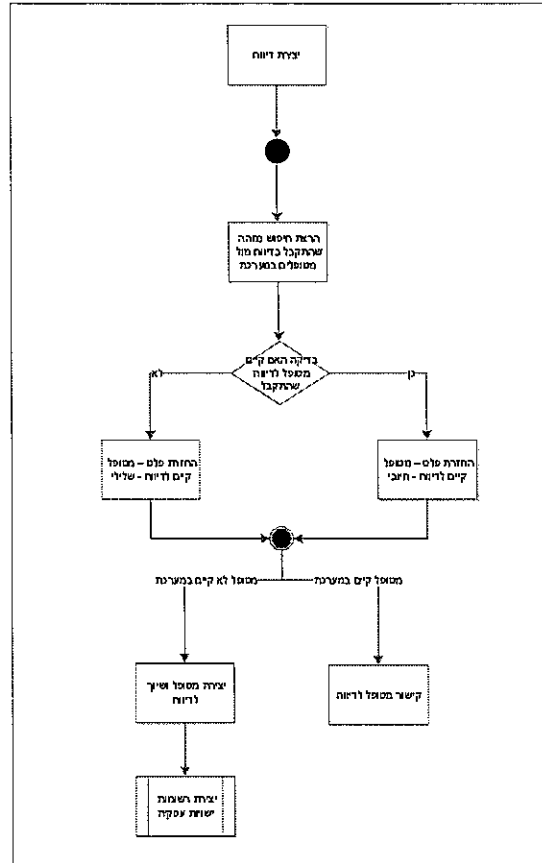 יצירת דיווח
הרצת חיפוש מזהה
שהתקבל בדיווח מול
מטופלים במערכת
בדיקה האם קיים
מטופל לדיווח
שהתקבל
לא
כן
החזרת פלט – מטופל
קיים לדיווח - שלילי
החזרת פלט – מטופל
קיים לדיווח - חיובי
מטופל לא קיים במערכת
מטופל קיים במערכת
יצירת מטופל ושיוך
לדיווח
קישור מטופל לדיווח
יצירת רשומות
ישויות עסקיה